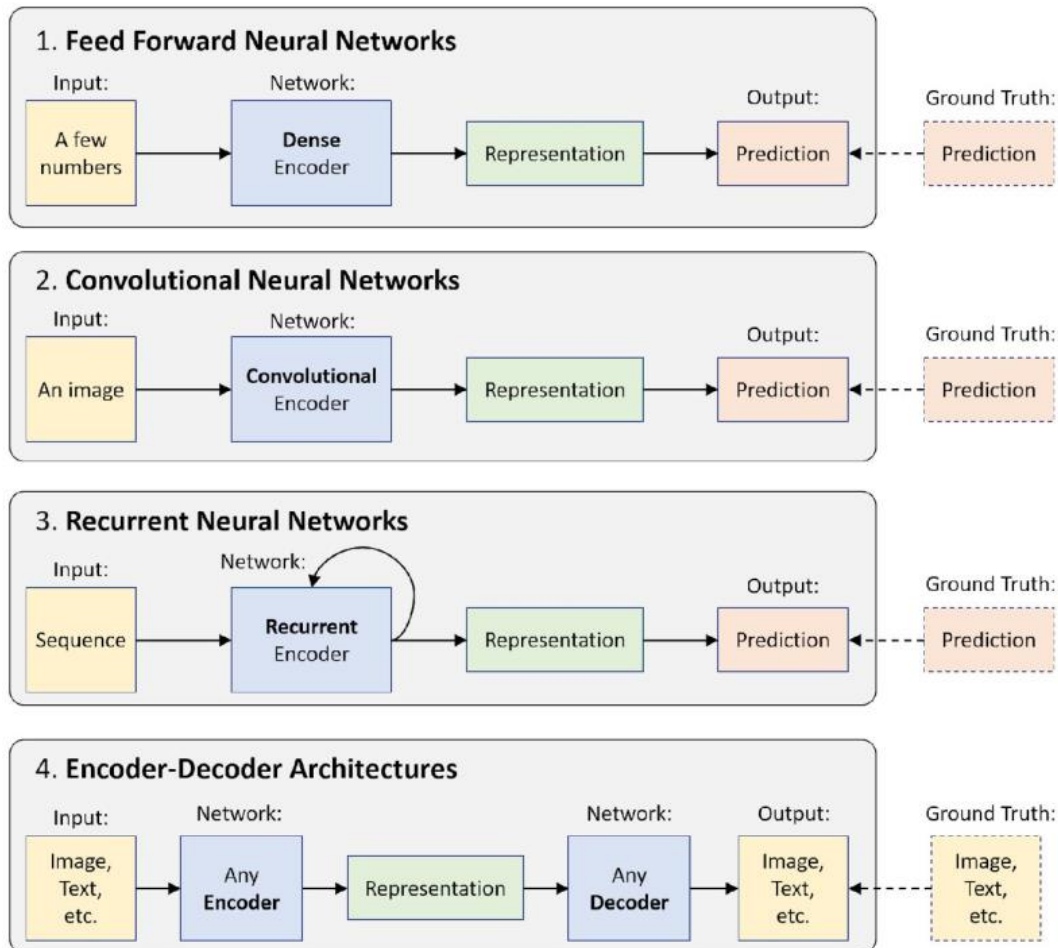 1. Feed Forward Neural Networks
Input:
Network:
Output:
Ground Truth:
A few
numbers
Dense
Encoder
Representation
Prediction
Prediction
2. Convolutional Neural Networks
Input:
Network:
Output:
Ground Truth:
An image
Convolutional
Encoder
Representation
Prediction
Prediction
3. Recurrent Neural Networks
Input:
Network:
Output:
Ground Truth:
Sequence
Recurrent
Encoder
Representation
Prediction
Prediction
4. Encoder-Decoder Architectures
Input:
Network:
Network:
Output:
Ground Truth:
Image,
Text,
etc.
Any
Encoder
Representation
Any
Decoder
Image,
Text,
etc.
Image,
Text,
etc.